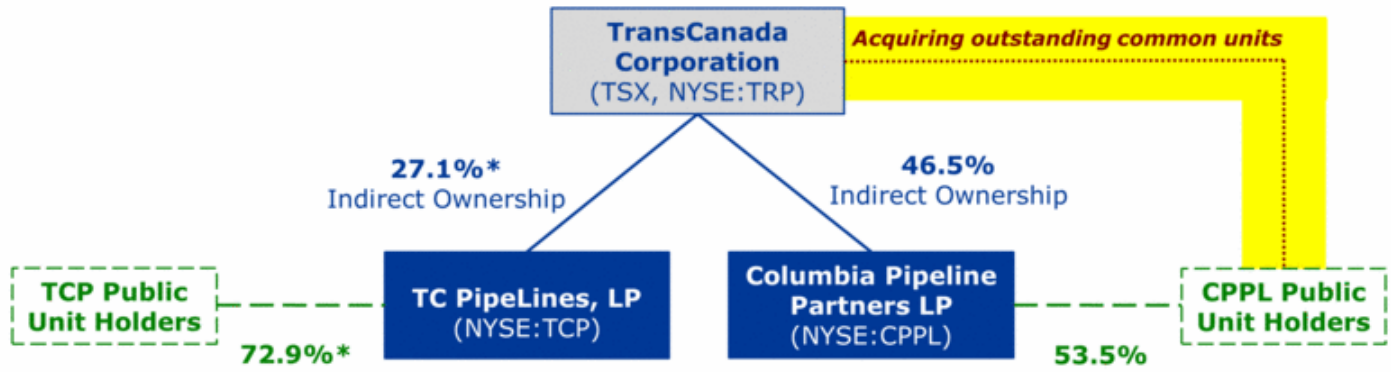 TransCanada
Corporation
(TSX, NYSE:TRP)
Acquiring outstanding common units
27.1%*
Indirect Ownership
46.5%
Indirect Ownership
TCP Public
Unit Holders
72.9%*
TC PipeLines, LP
(NYSE:TCP)
Columbia Pipeline
Partners LP
(NYSE:CPPL)
53.5%
CPPL Public
Unit Holders